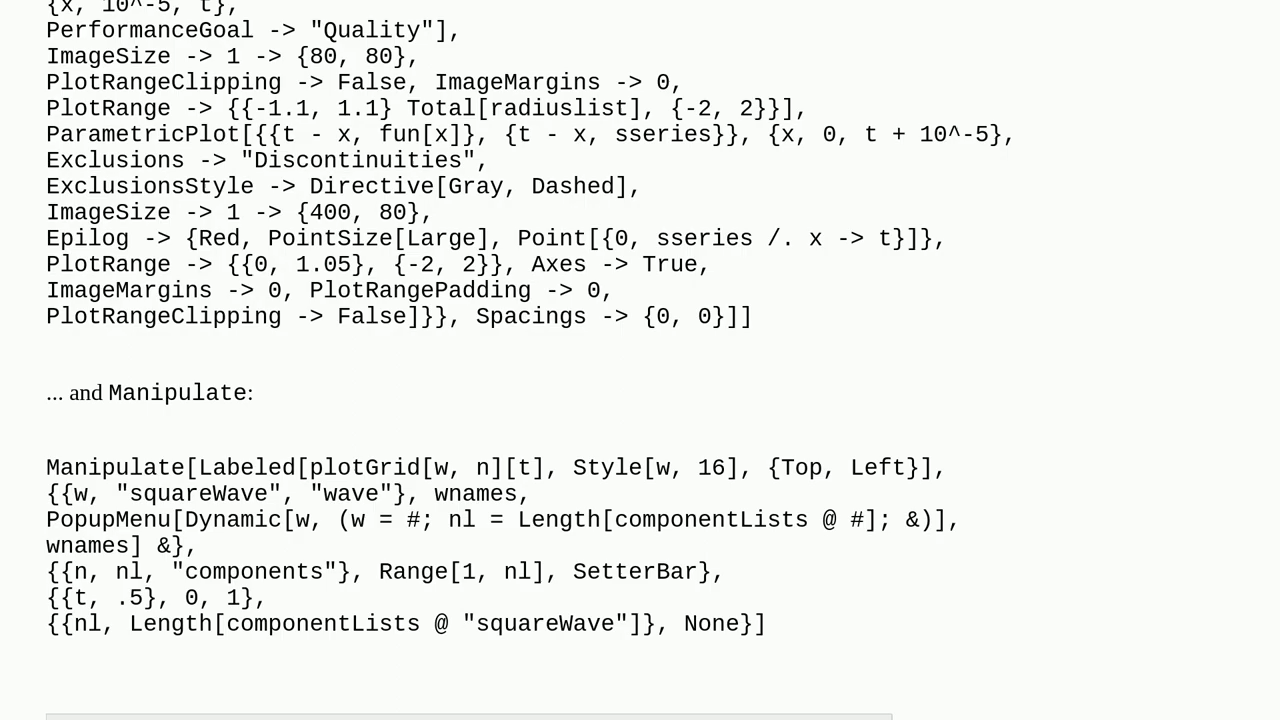 {x, 10^-5, t},
PerformanceGoal -> "Quality"],
ImageSize -> 1 -> {80, 80},
PlotRangeClipping -> False, ImageMargins -> 0,
PlotRange -> {{-1.1, 1.1} Total[radiuslist], {-2, 2}}],
ParametricPlot[{{t - x, fun[x]}, {t - x, sseries}}, {x, 0, t + 10^-5},
Exclusions -> "Discontinuities",
ExclusionsStyle -> Directive[Gray, Dashed],
ImageSize -> 1 -> {400, 80},
Epilog -> {Red, PointSize[Large], Point[{0, sseries /. x -> t}]},
PlotRange -> {{0, 1.05}, {-2, 2}}, Axes -> True,
ImageMargins -> 0, PlotRangePadding -> 0,
PlotRangeClipping -> False]}}, Spacings -> {0, 0}]]
... and Manipulate:
Manipulate[Labeled[plotGrid[w, n][t], Style[w, 16], {Top, Left}],
{{w, "squareWave", "wave"}, wnames,
PopupMenu[Dynamic[w, (w = #; nl = Length[componentLists @ #]; &)],
wnames] &},
{{n, nl, "components"}, Range[1, nl], SetterBar},
{{t, .5}, 0, 1},
{{nl, Length[componentLists @ "squareWave"]}, None}]